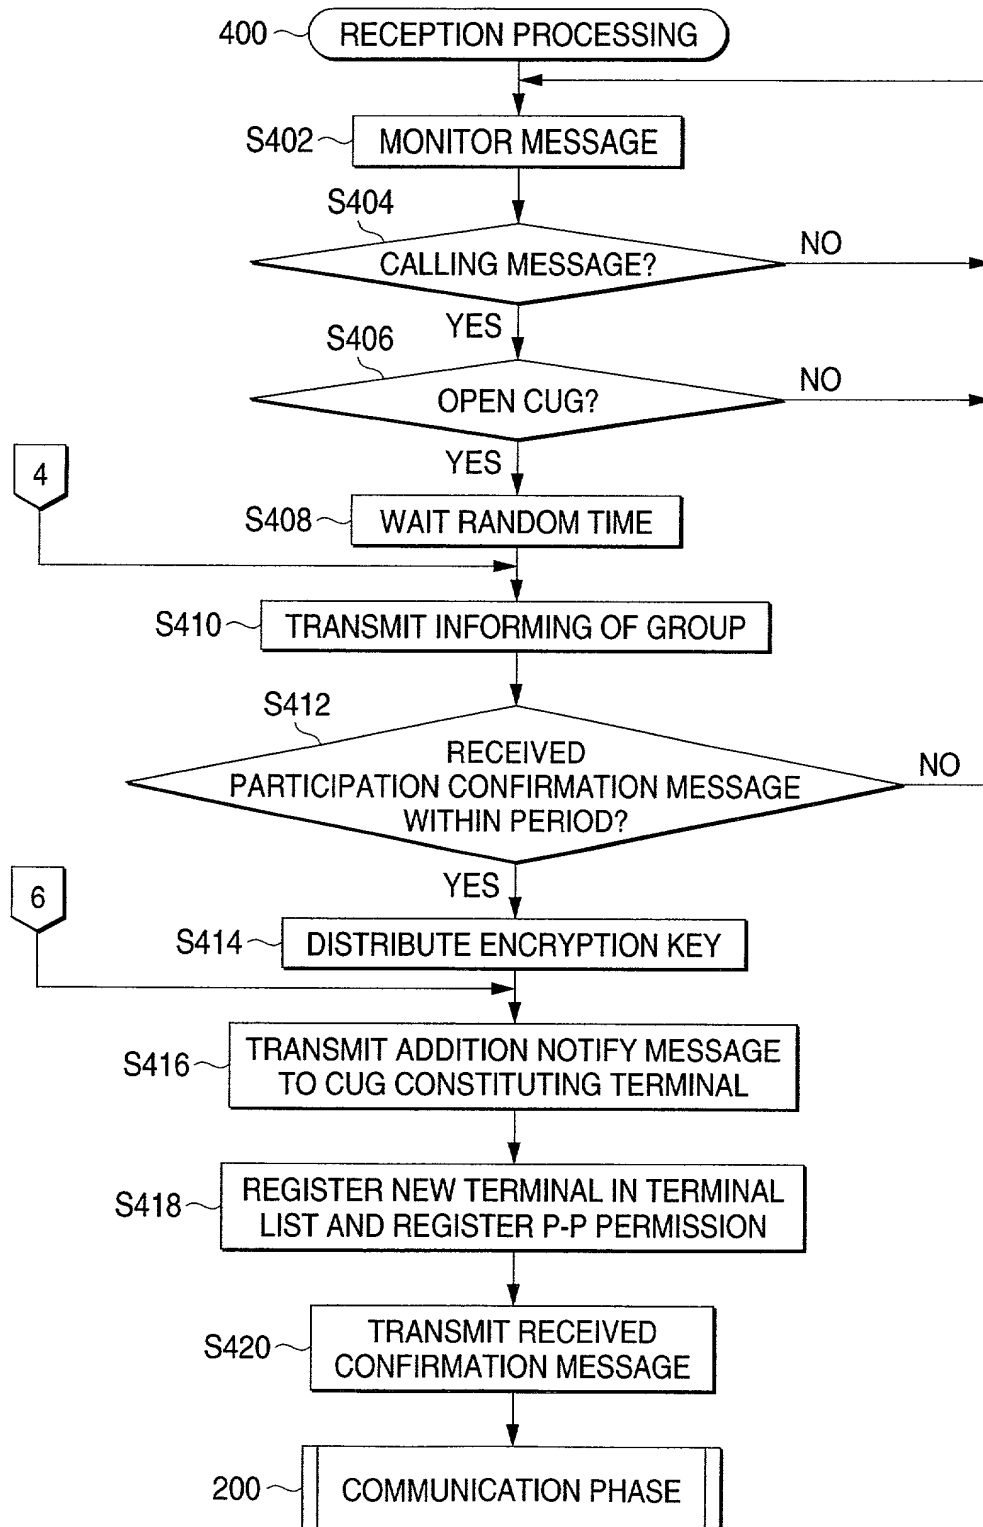 400
RECEPTION PROCESSING
S402
MONITOR MESSAGE
S404
CALLING MESSAGE?
NO
YES
S406
OPEN CUG?
NO
YES
4
S408
WAIT RANDOM TIME
S410
TRANSMIT INFORMING OF GROUP
S412
RECEIVED
PARTICIPATION CONFIRMATION MESSAGE
WITHIN PERIOD?
NO
YES
6
S414
DISTRIBUTE ENCRYPTION KEY
S416
TRANSMIT ADDITION NOTIFY MESSAGE
TO CUG CONSTITUTING TERMINAL
S418
REGISTER NEW TERMINAL IN TERMINAL
LIST AND REGISTER P-P PERMISSION
S420
TRANSMIT RECEIVED
CONFIRMATION MESSAGE
200
COMMUNICATION PHASE